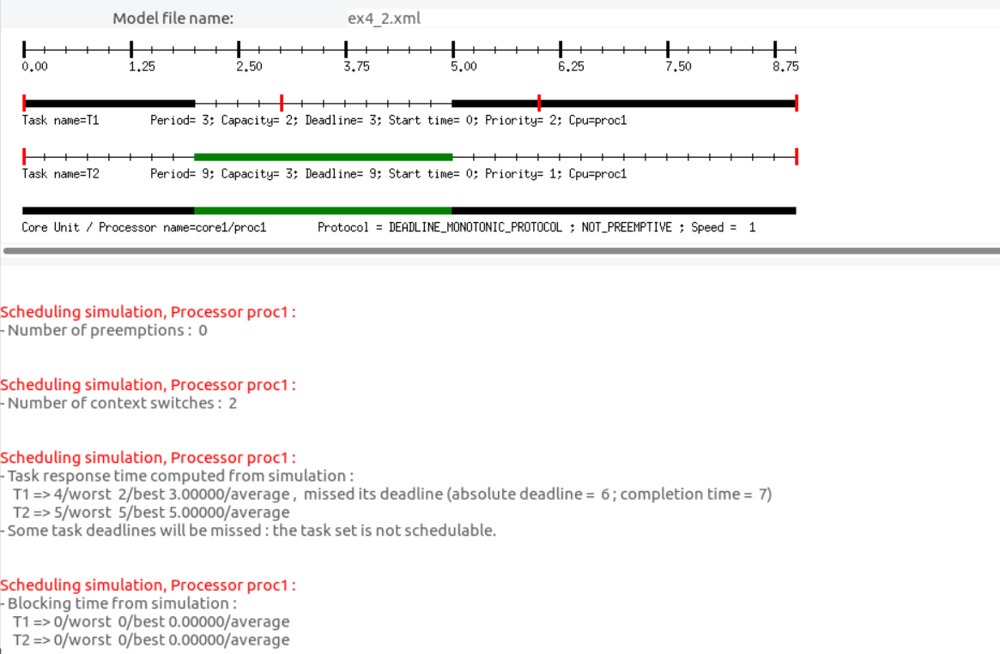 Model file name: ex4_2.xml
0.00 1.25 2.50 3.75 5.00 6.25 7.50 8.75
Task name=T1 Period= 3; Capacity= 2; Deadline= 3; Start time= 0; Priority= 2; Cpu=proc1
Task name=T2 Period= 9; Capacity= 3; Deadline= 9; Start time= 0; Priority= 1; Cpu=proc1
Core Unit / Processor name=core1/proc1 Protocol = DEADLINE_MONOTONIC_PROTOCOL ; NOT_PREEMPTIVE ; Speed = 1
Scheduling simulation, Processor proc1 :
- Number of preemptions : 0
Scheduling simulation, Processor proc1 :
- Number of context switches : 2
Scheduling simulation, Processor proc1 :
- Task response time computed from simulation :
T1 => 4/worst 2/best 3.00000/average , missed its deadline (absolute deadline = 6 ; completion time = 7)
T2 => 5/worst 5/best 5.00000/average
- Some task deadlines will be missed : the task set is not schedulable.
Scheduling simulation, Processor proc1 :
- Blocking time from simulation :
T1 => 0/worst 0/best 0.00000/average
T2 => 0/worst 0/best 0.00000/average